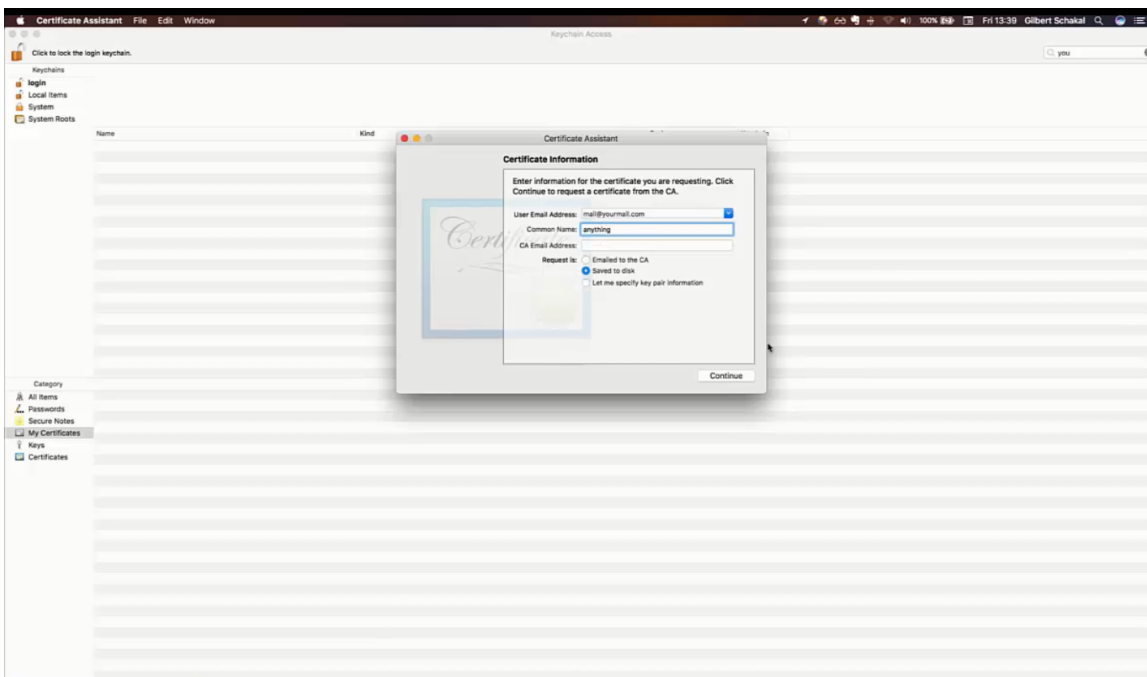 Certificate Assistant File Edit Window 100% Fri 13:39 Gilbert Schakal
Keychain Access
Click to lock the login keychain.
you
Keychains
login
Local Items
System
System Roots
Name Kind
Certificate Assistant
Certificate Information
Enter information for the certificate you are requesting. Click
Continue to request a certificate from the CA.
User Email Address: mail@yourmail.com
Common Name: anything
CA Email Address:
Request is: Emailed to the CA
Saved to disk
Let me specify key pair information
Certificate
Continue
Category
All Items
Passwords
Secure Notes
My Certificates
Keys
Certificates